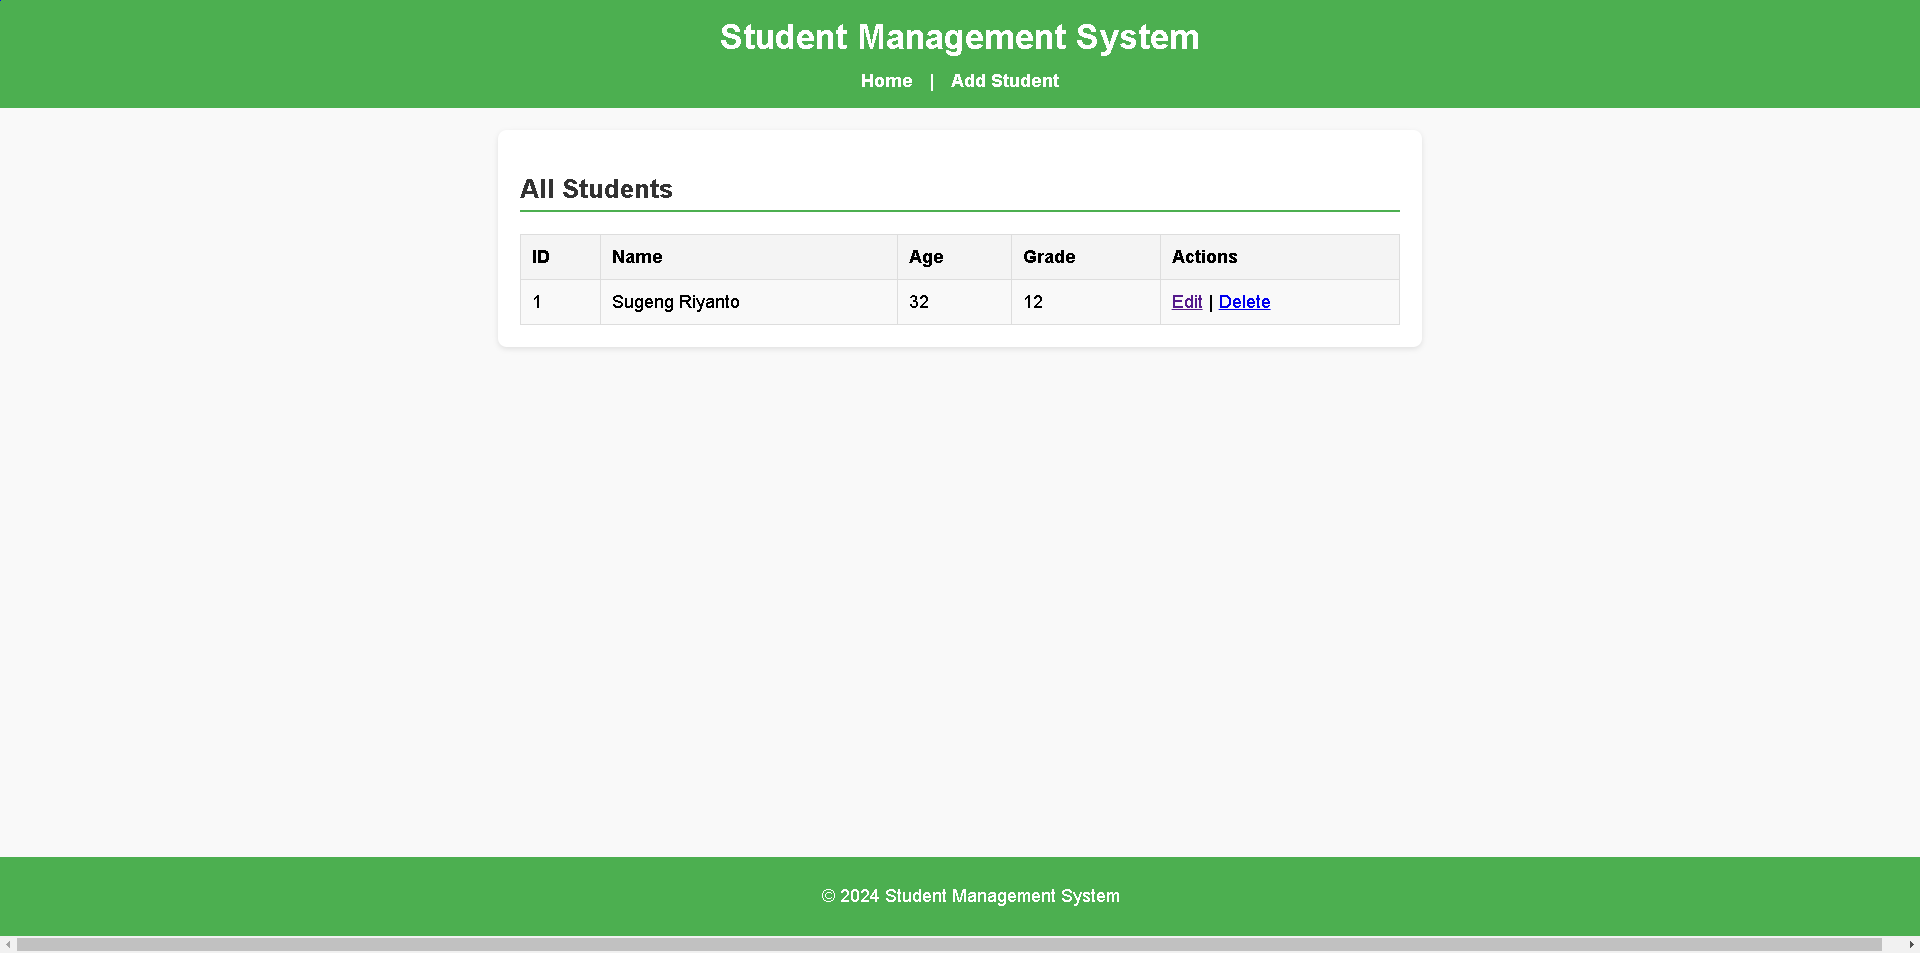 Student Management System
Home | Add Student
All Students
ID Name Age Grade Actions
1 Sugeng Riyanto 32 12 Edit | Delete
© 2024 Student Management System